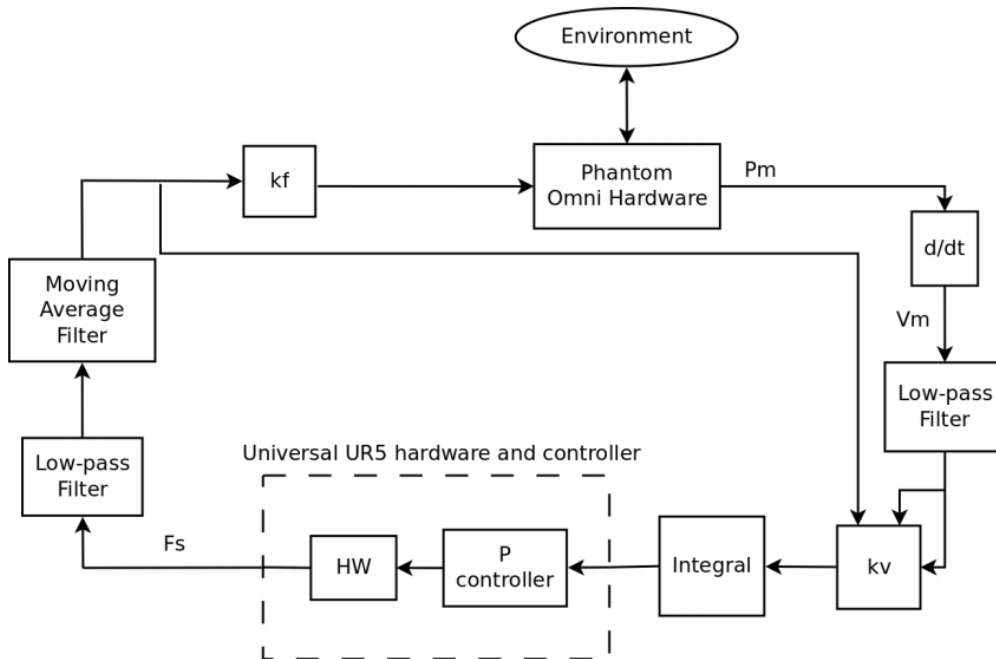 Environment
kf
Phantom
Omni Hardware
Pm
d/dt
Moving
Average
Filter
Vm
Low-pass
Filter
Low-pass
Filter
Universal UR5 hardware and controller
Fs
HW
P
controller
Integral
kv